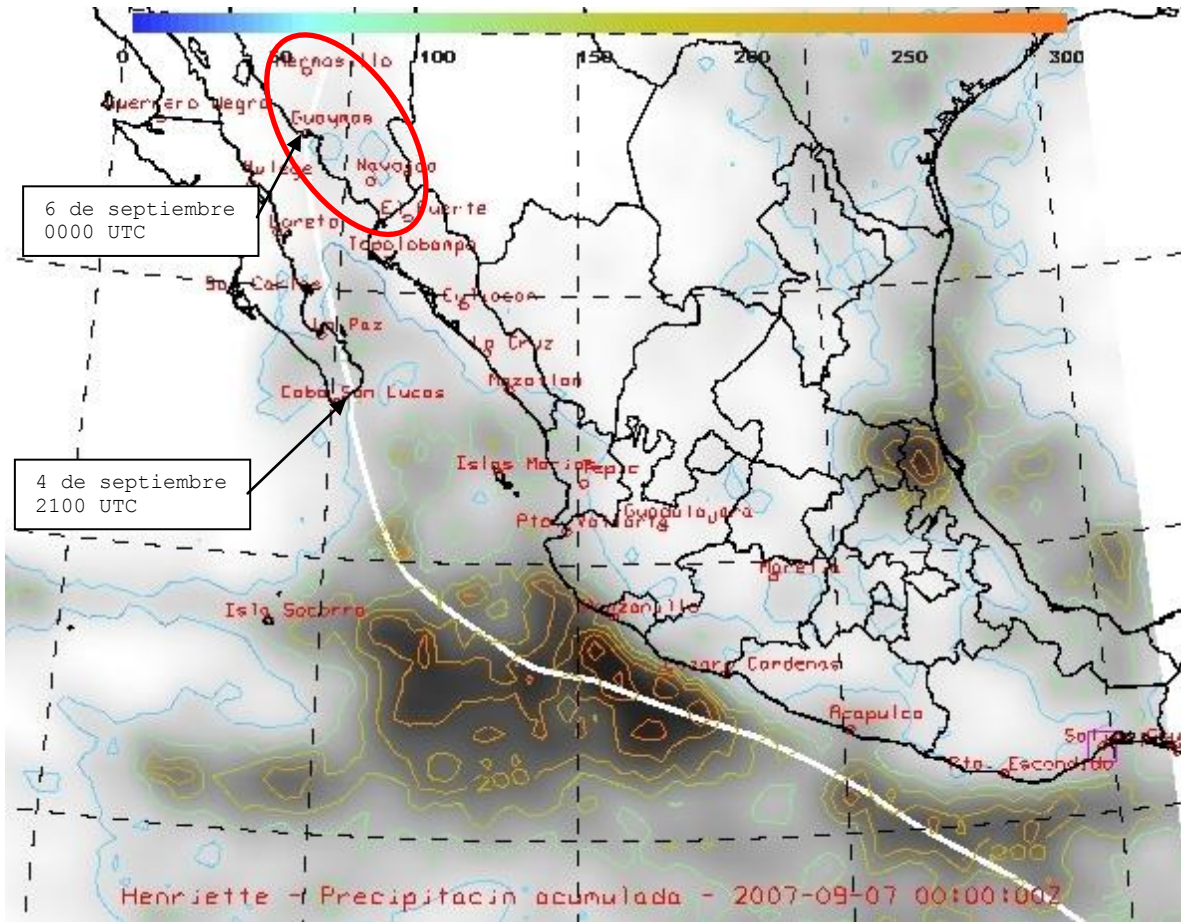 0 50 100 150 200 250 300
Hermosillo
Guerrero Negro
Guaymas
Mulege
Navajoa
6 de septiembre
0000 UTC
El Fuerte
Loreto
Topolobampo
San Carlos
Culiacan
La Paz
La Cruz
Mazatlan
Cabo San Lucas
4 de septiembre
2100 UTC
Islas Marias
Tepic
Pto. Vallarta
Guadalajara
Morelia
Isla Socorro
Manzanillo
Lazaro Cardenas
Acapulco
Pto. Escondido
200
200
Henriette - Precipitacin acumulada - 2007-09-07 00:00:00Z